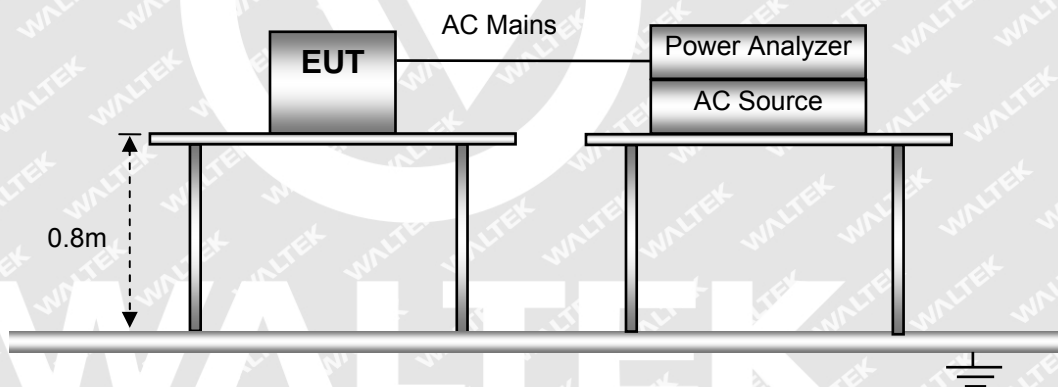 AC Mains
EUT
Power Analyzer
AC Source
0.8m
WALTEK